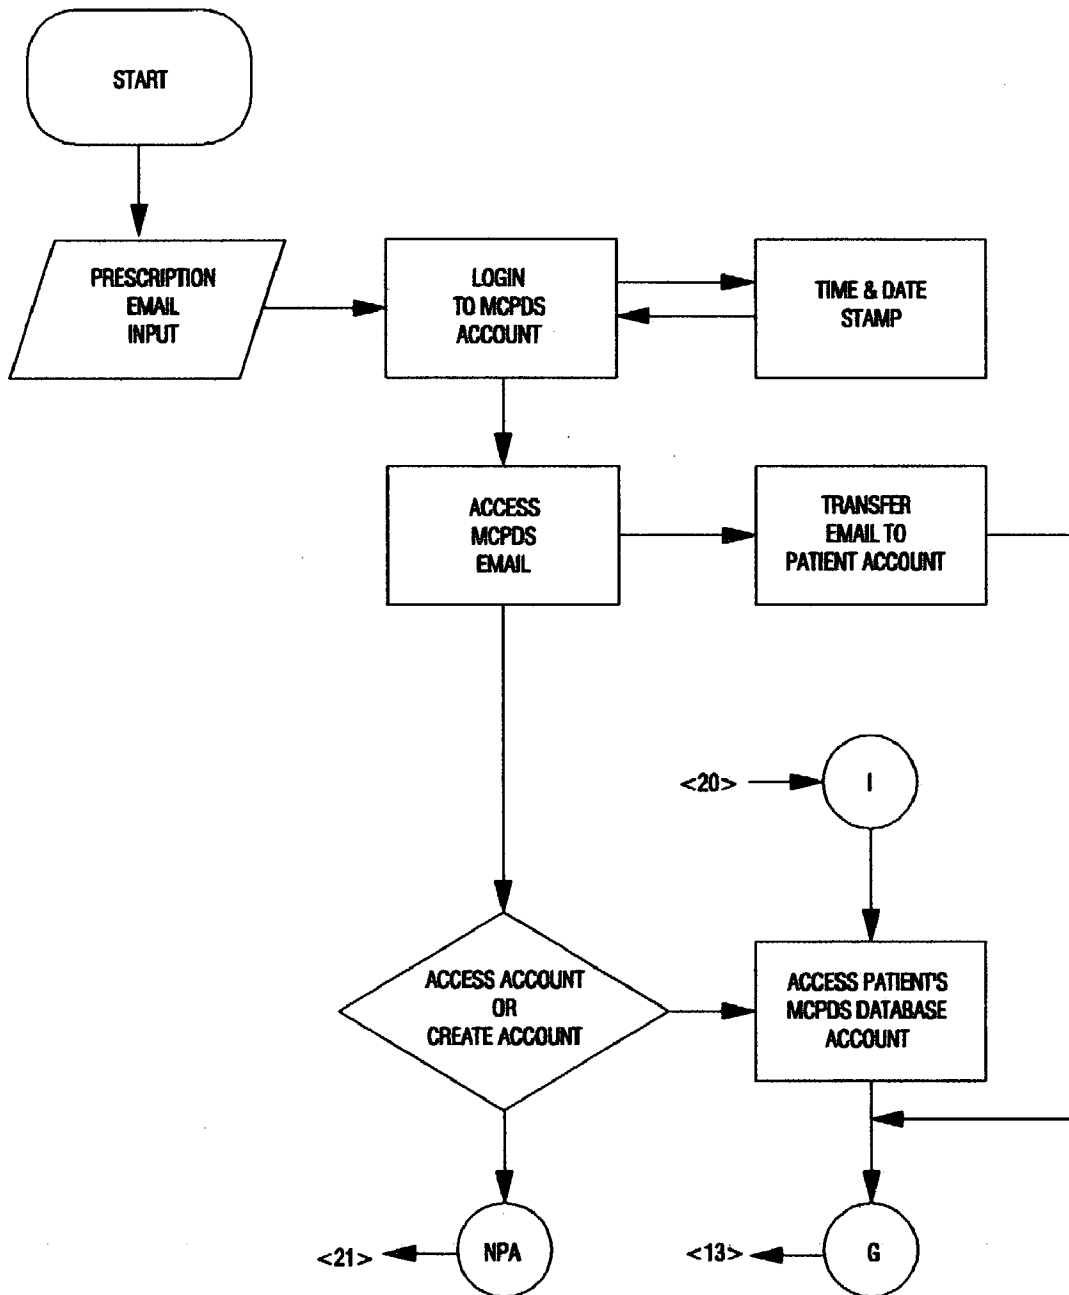 START
PRESCRIPTION
EMAIL
INPUT
LOGIN
TO MCPDS
ACCOUNT
TIME & DATE
STAMP
ACCESS
MCPDS
EMAIL
TRANSFER
EMAIL TO
PATIENT ACCOUNT
<20>
I
ACCESS ACCOUNT
OR
CREATE ACCOUNT
ACCESS PATIENT'S
MCPDS DATABASE
ACCOUNT
<21>
NPA
<13>
G